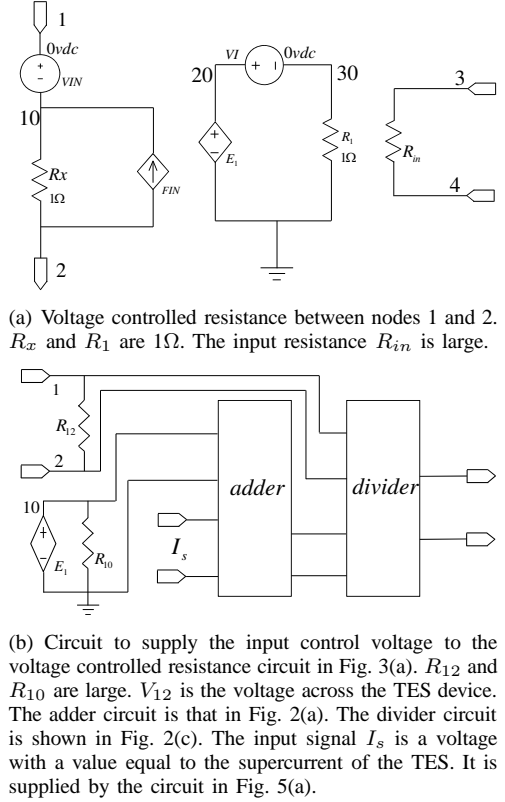 1
0vdc
VIN
10
Rx
1Ω
FIN
2
VI
0vdc
20
30
E₁
R₁
1Ω
3
R_in
4
(a) Voltage controlled resistance between nodes 1 and 2.
Rₓ and R₁ are 1Ω. The input resistance R_in is large.
1
R₁₂
2
10
E₁
R₁₀
I_s
adder
divider
(b) Circuit to supply the input control voltage to the
voltage controlled resistance circuit in Fig. 3(a). R₁₂ and
R₁₀ are large. V₁₂ is the voltage across the TES device.
The adder circuit is that in Fig. 2(a). The divider circuit
is shown in Fig. 2(c). The input signal I_s is a voltage
with a value equal to the supercurrent of the TES. It is
supplied by the circuit in Fig. 5(a).